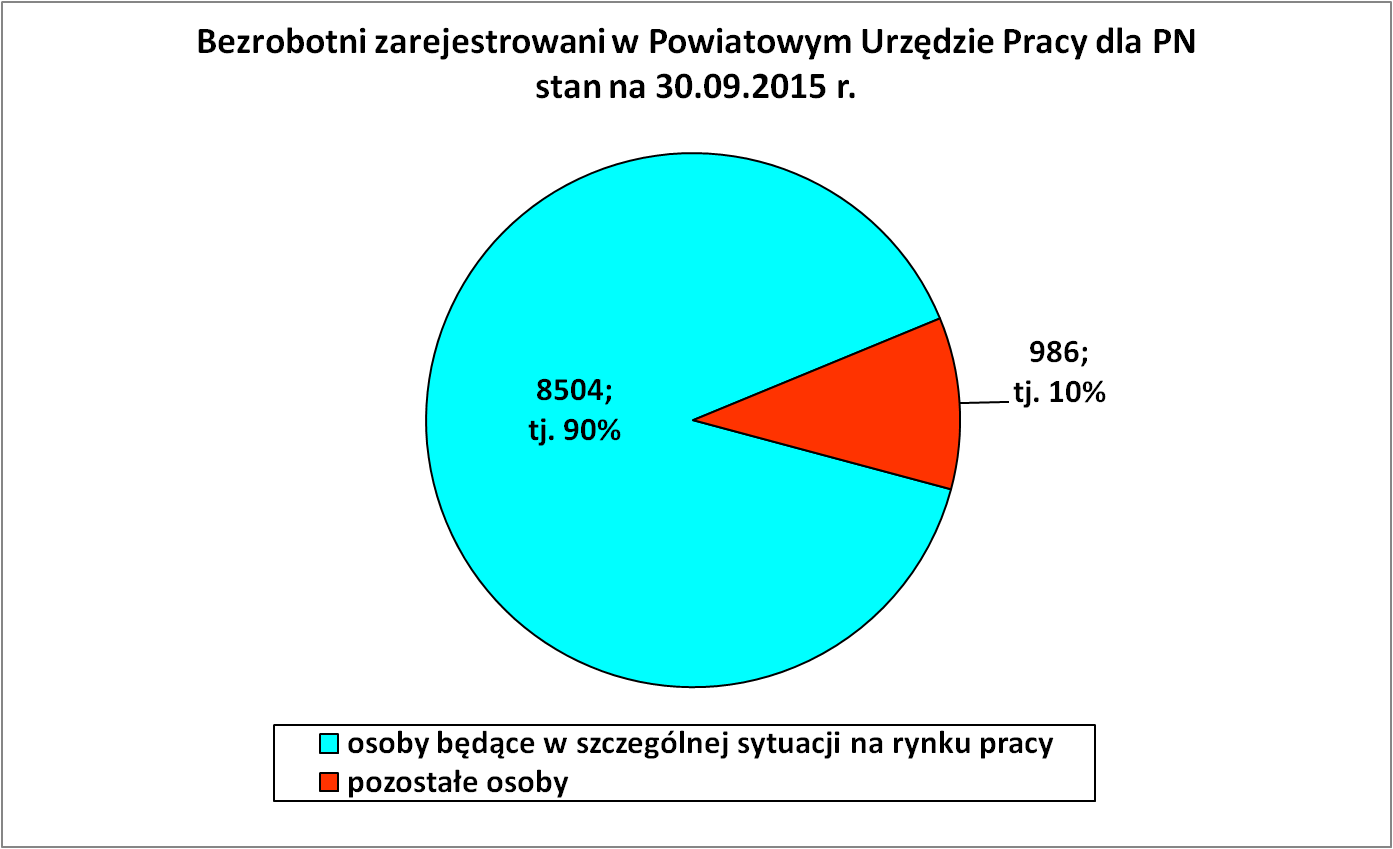 Bezrobotni zarejestrowani w Powiatowym Urzędzie Pracy dla PN
stan na 30.09.2015 r.
986;
tj. 10%
8504;
tj. 90%
osoby będące w szczególnej sytuacji na rynku pracy
pozostałe osoby